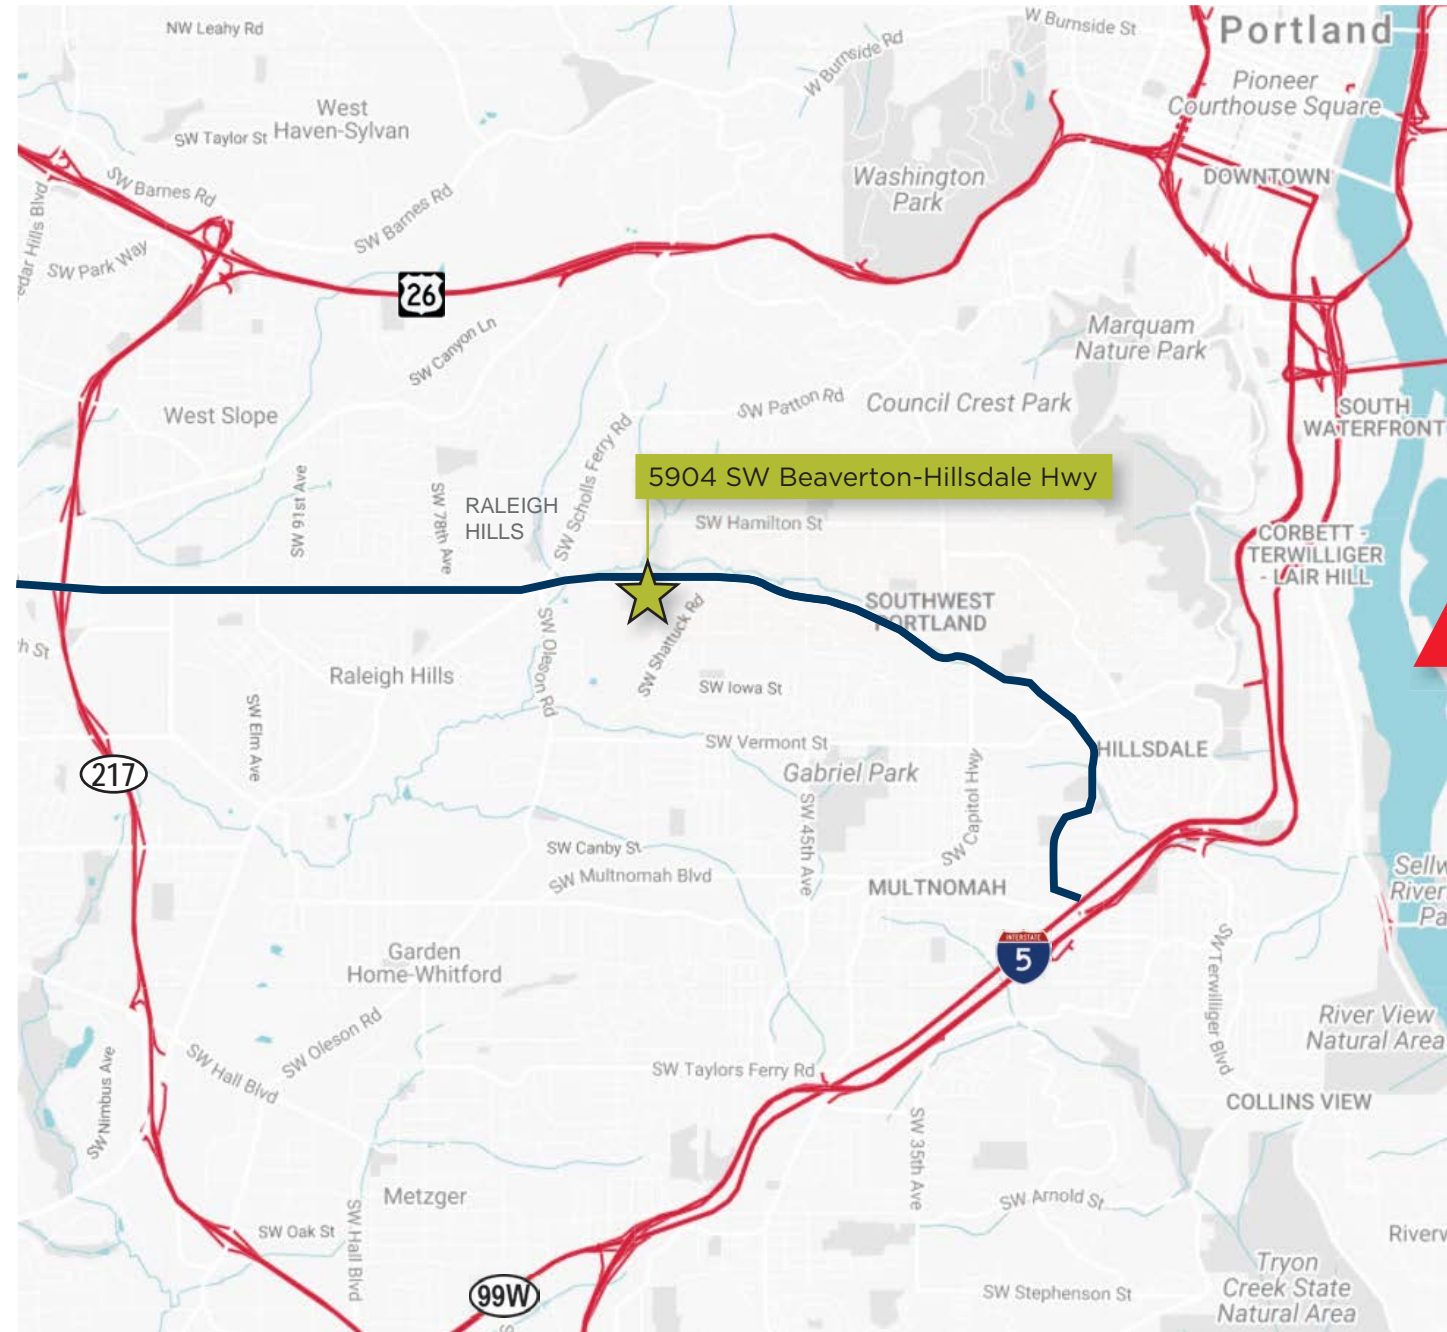 NW Leahy Rd
W Burnside St
Portland
W Burnside Rd
Pioneer
Courthouse Square
West
Haven-Sylvan
SW Taylor St
SW Barnes Rd
Washington
Park
DOWNTOWN
SW Barnes Rd
SW Park Way
26
Marquam
Nature Park
SW Canyon Ln
SW Patton Rd
Council Crest Park
West Slope
SOUTH
WATERFRONT
SW Scholls Ferry Rd
5904 SW Beaverton-Hillsdale Hwy
SW 91st Ave
SW 78th Ave
RALEIGH
HILLS
SW Hamilton St
CORBETT -
TERWILLIGER
- LAIR HILL
SOUTHWEST
PORTLAND
SW Shattuck Rd
SW Oleson Rd
Raleigh Hills
SW Iowa St
SW Elm Ave
SW Vermont St
HILLSDALE
217
Gabriel Park
SW Capitol Hwy
SW 45th Ave
SW Canby St
SW Multnomah Blvd
MULTNOMAH
Garden
Home-Whitford
INTERSTATE
5
SW Terwilliger Blvd
River View
Natural Area
SW Oleson Rd
SW Hall Blvd
SW Nimbus Ave
SW Taylors Ferry Rd
COLLINS VIEW
SW 35th Ave
Metzger
SW Arnold St
SW Oak St
SW Hall Blvd
99W
SW Stephenson St
Tryon
Creek State
Natural Area